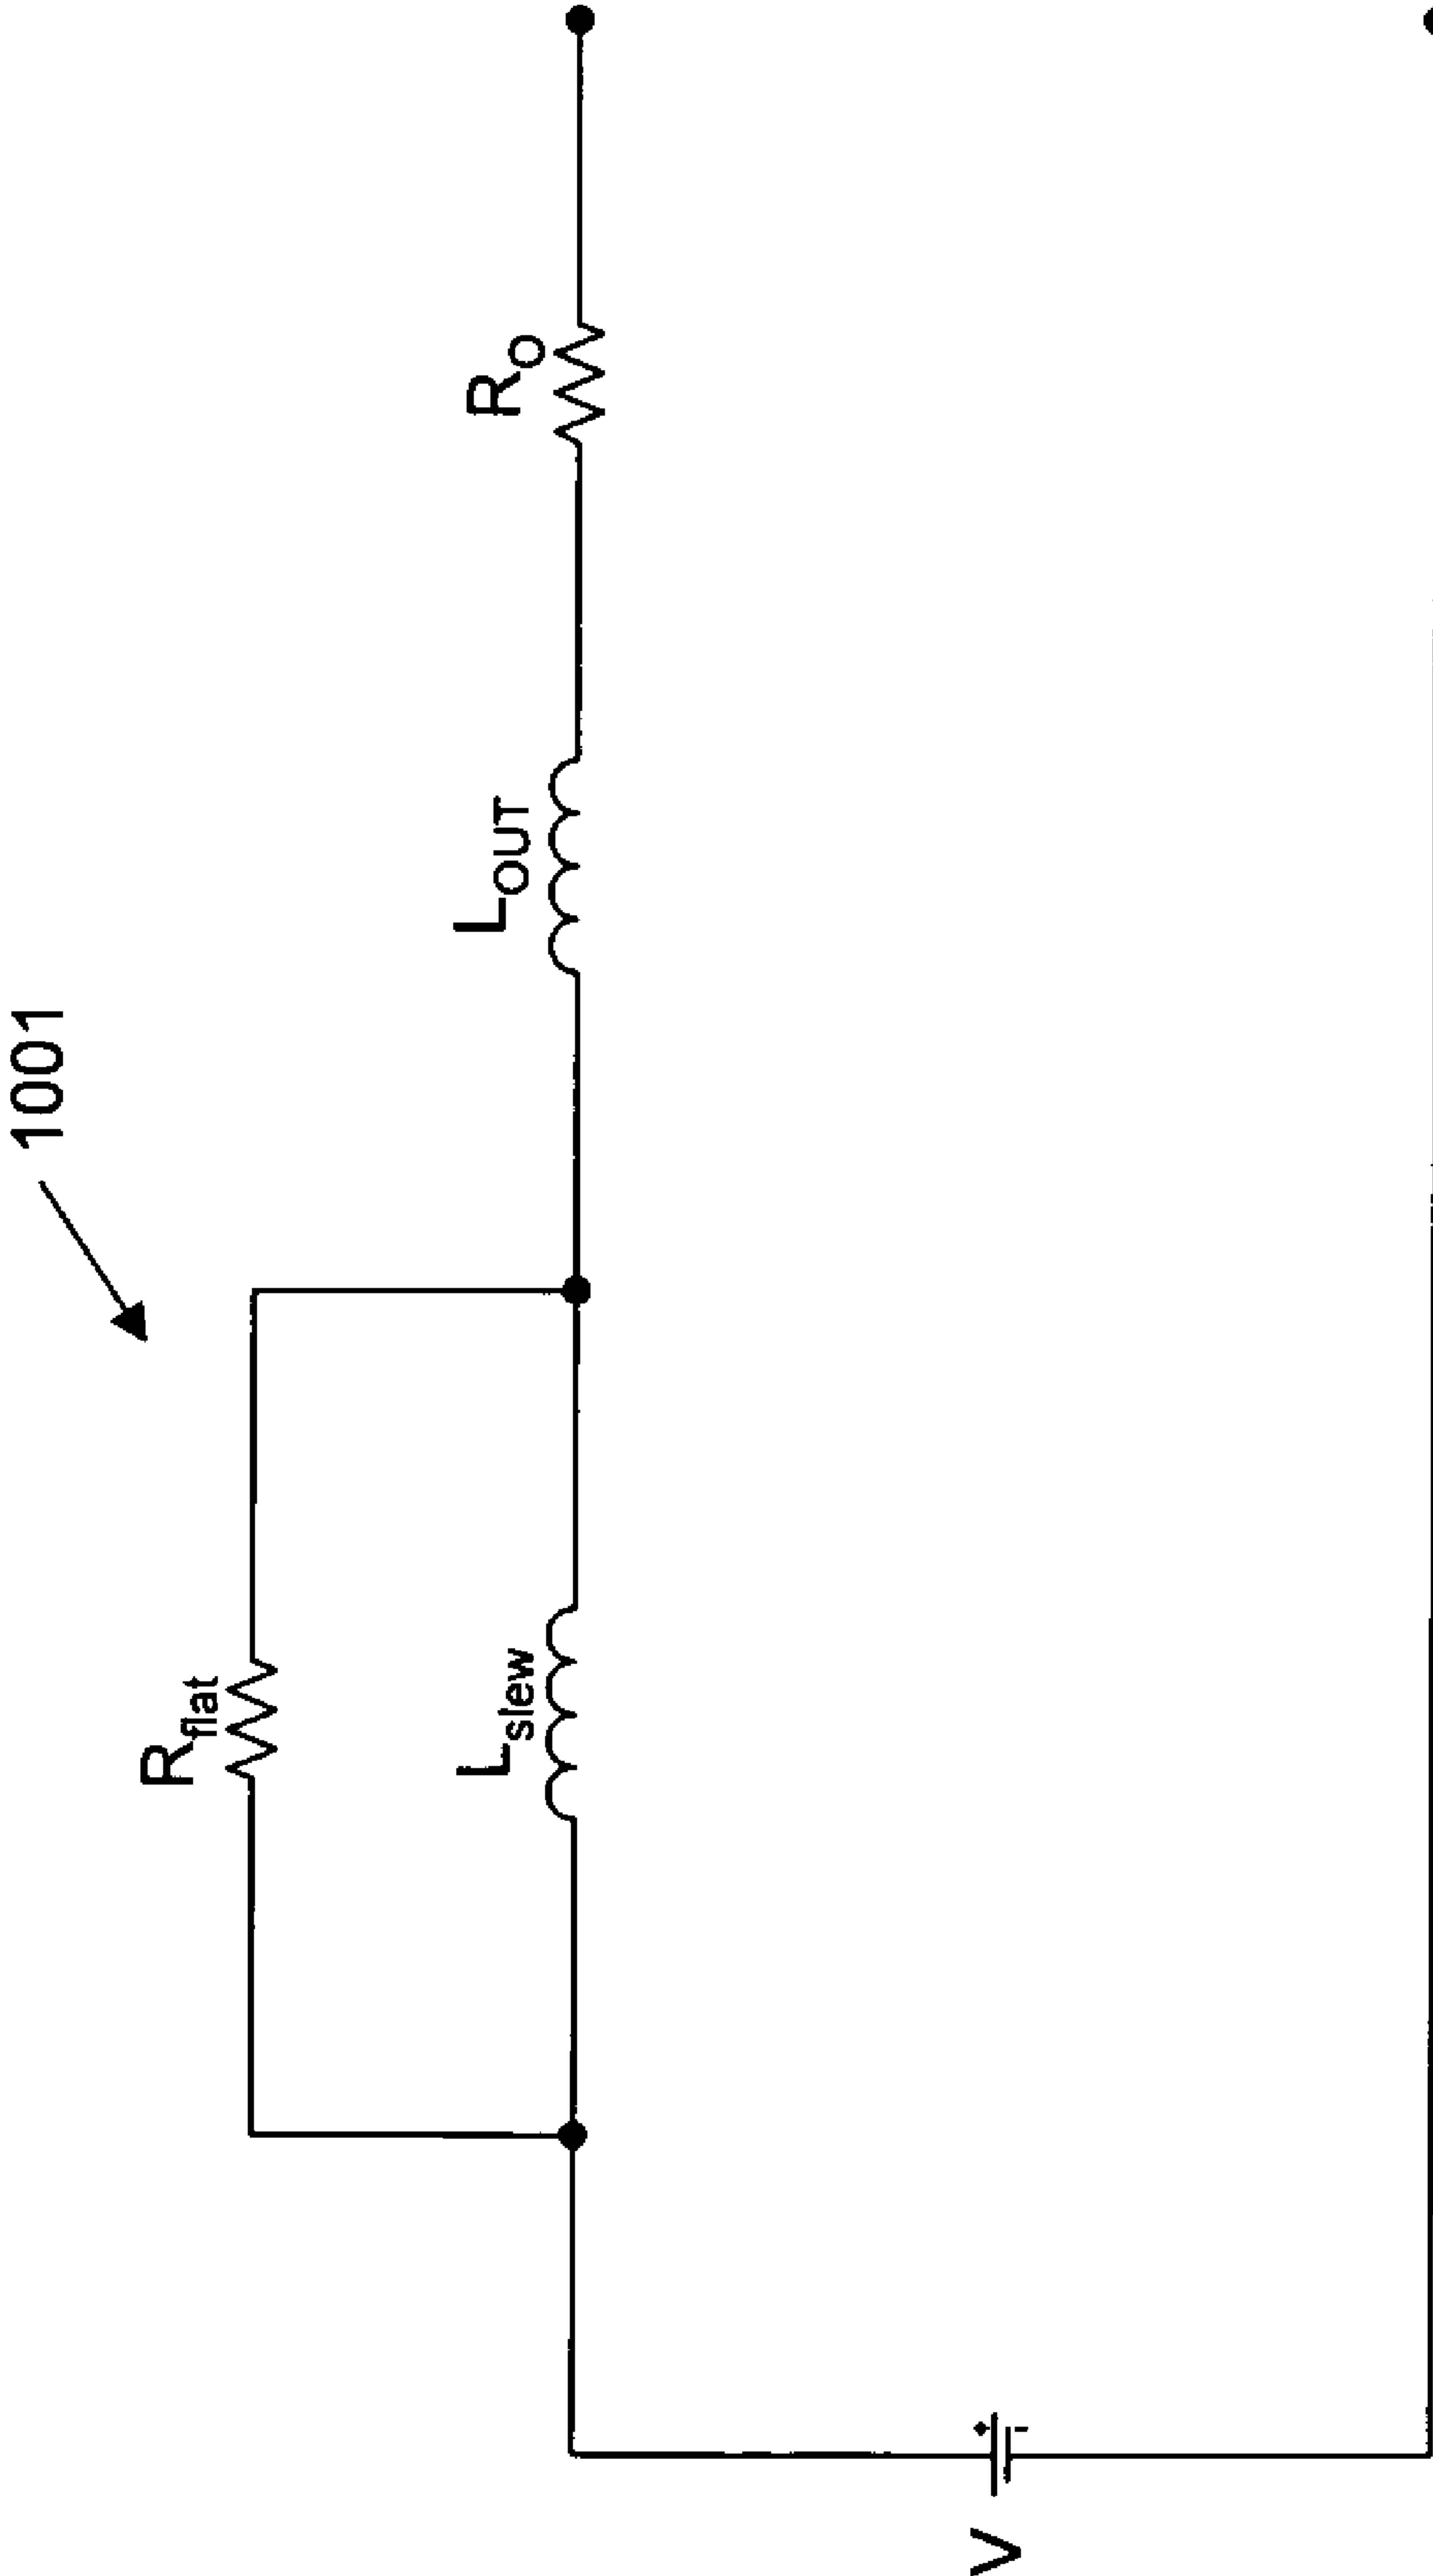 1001
R_flat
L_slew
L_OUT
R_O
V
+
-